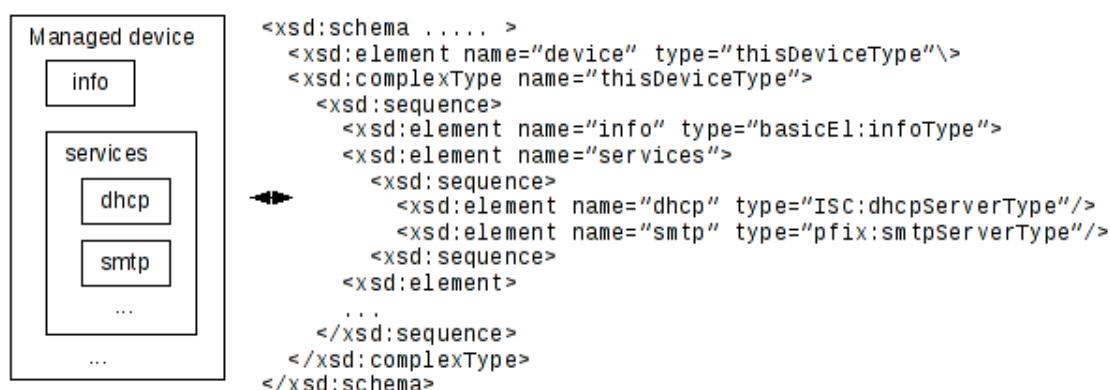 Managed device
info
services
dhcp
smtp
...
...
<xsd:schema ..... >
<xsd:element name="device" type="thisDeviceType"\>
<xsd:complexType name="thisDeviceType">
<xsd:sequence>
<xsd:element name="info" type="basicEl:infoType">
<xsd:element name="services">
<xsd:sequence>
<xsd:element name="dhcp" type="ISC:dhcpServerType"/>
<xsd:element name="smtp" type="pfix:smtpServerType"/>
<xsd:sequence>
<xsd:element>
...
</xsd:sequence>
</xsd:complexType>
</xsd:schema>